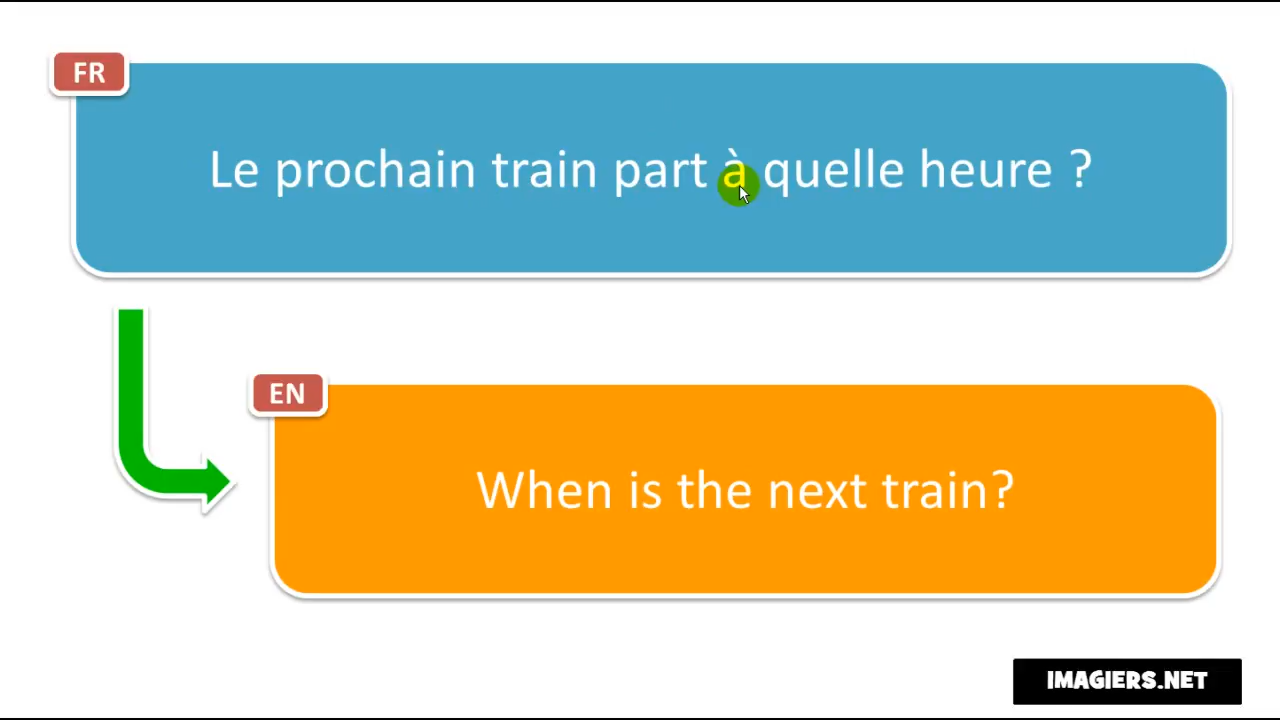 FR
Le prochain train part à quelle heure ?
EN
When is the next train?
IMAGIERS.NET